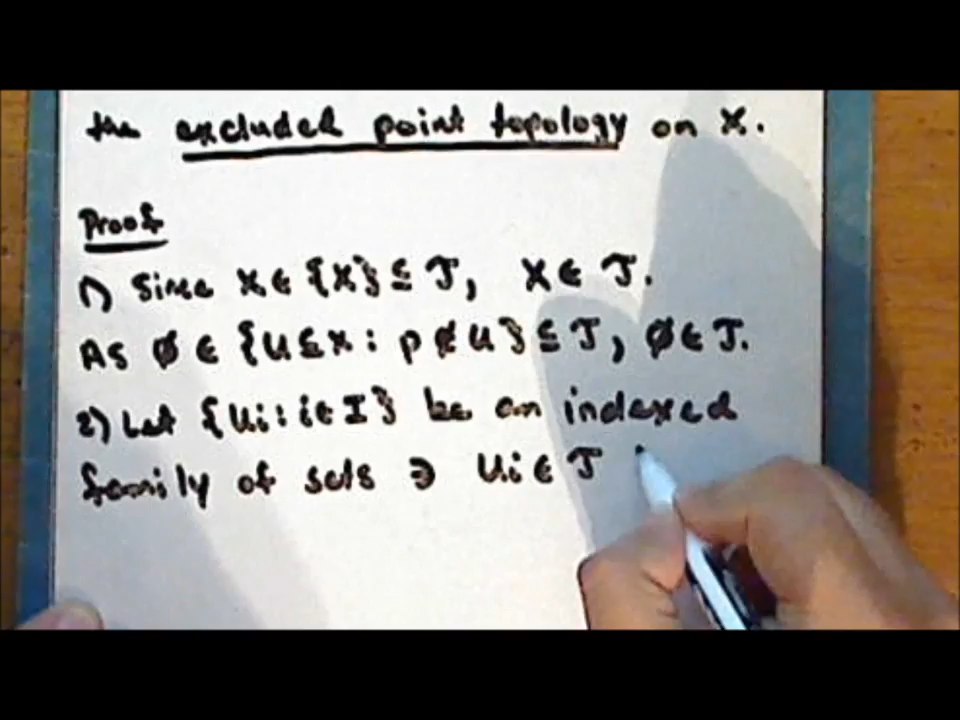 the excluded point topology on X.
Proof
1) Since X ∈ {X} ⊆ T, X ∈ T.
As ∅ ∈ {U ⊆ X : p ∉ U} ⊆ T, ∅ ∈ T.
2) Let {Ui : i ∈ I} be an indexed
family of sets ∋ Ui ∈ T